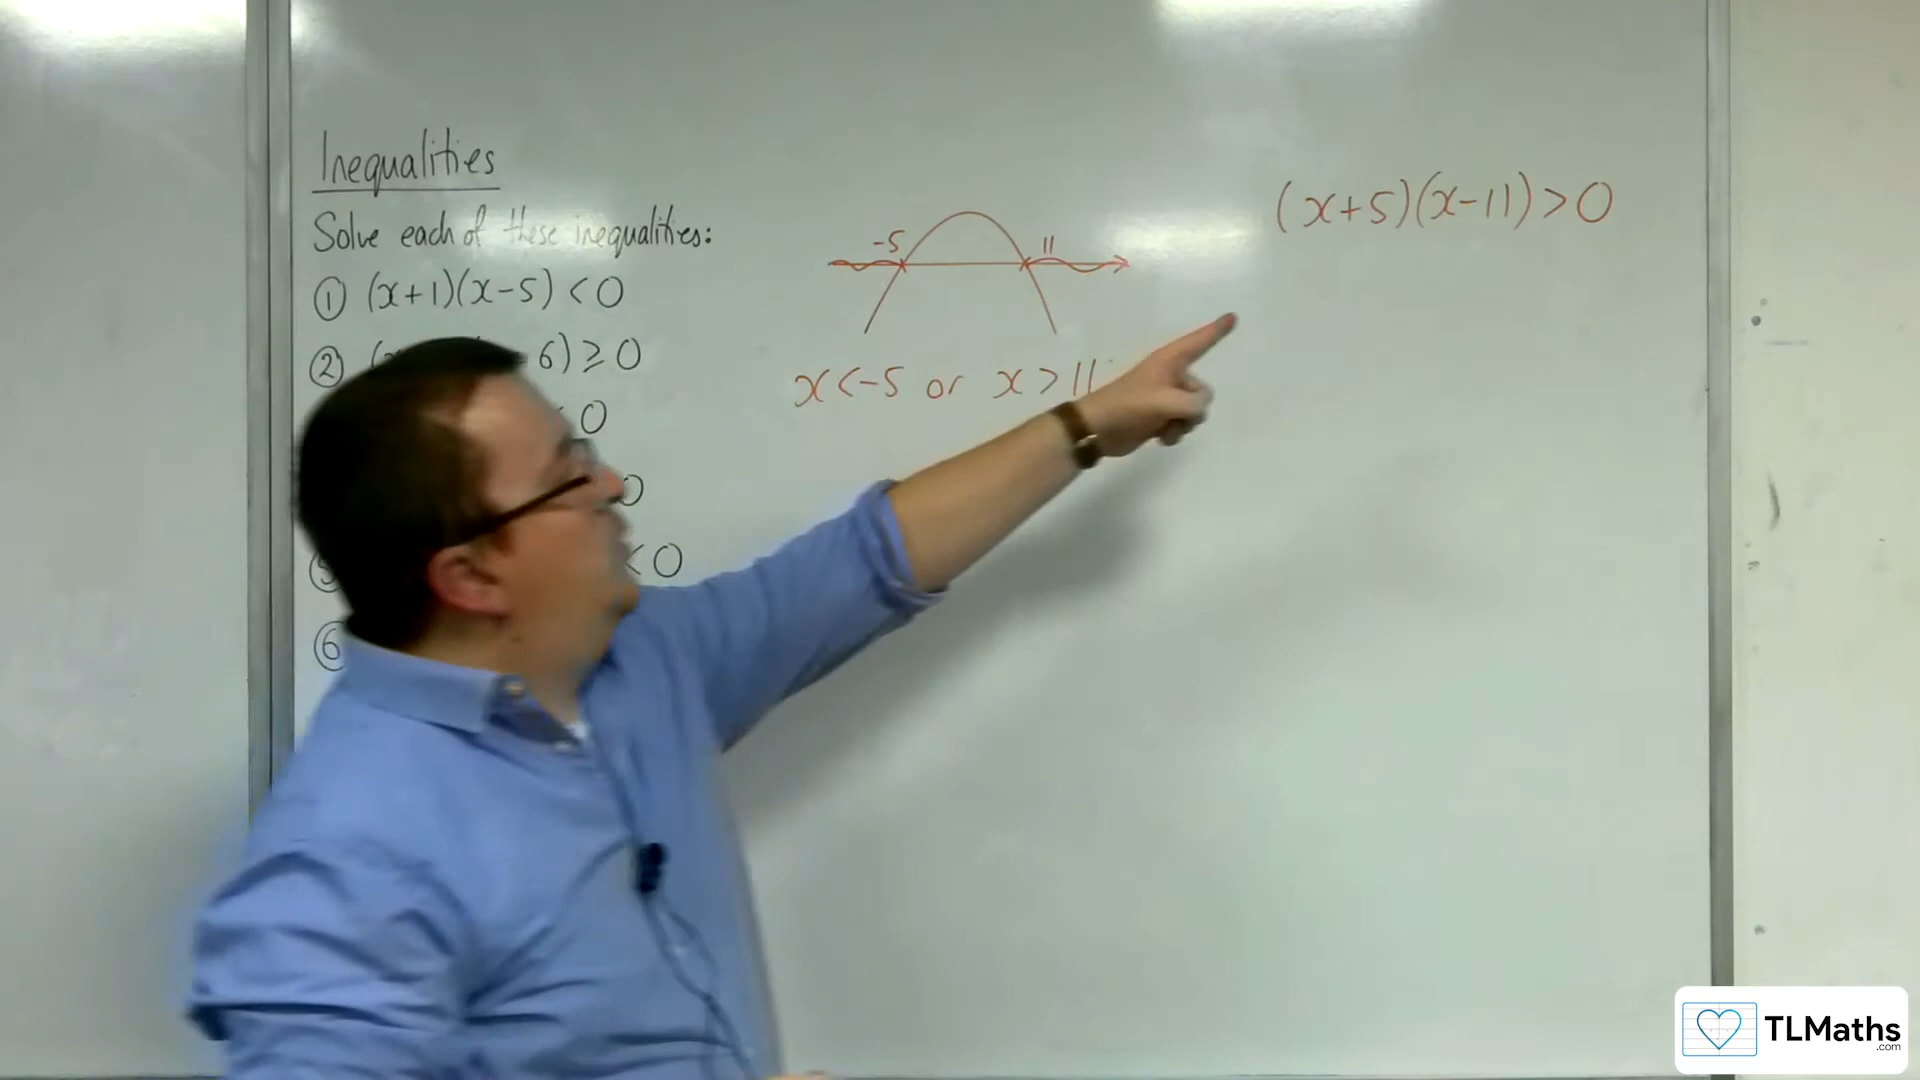 Inequalities
Solve each of these inequalities:
① (x+1)(x-5) < 0
② 6) ≥ 0
< 0
0
< 0
⑥
-5
11
x < -5 or x > 11
(x+5)(x-11) > 0
TLMaths
.com